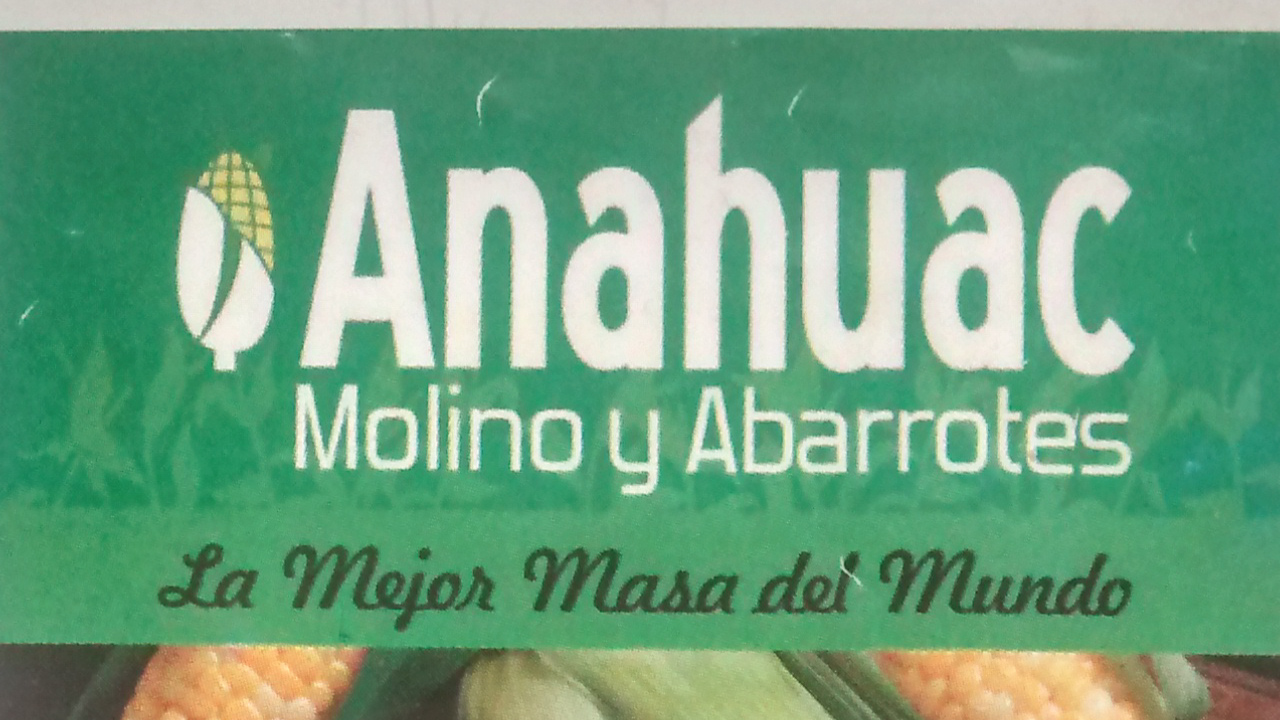 Anahuac
Molino y Abarrotes
La Mejor Masa del Mundo